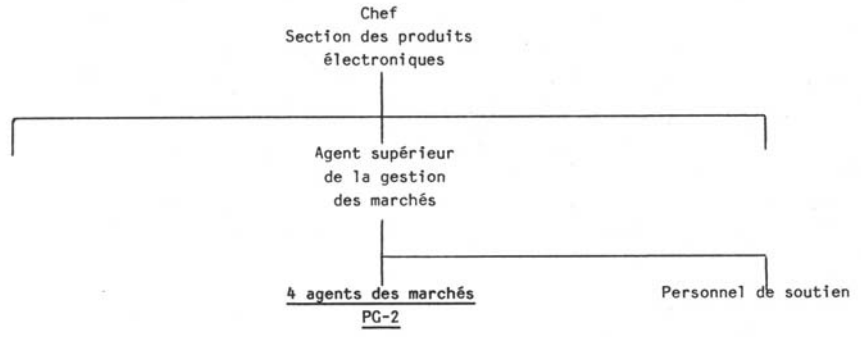 Chef
Section des produits
électroniques
Agent supérieur
de la gestion
des marchés
4 agents des marchés
PG-2
Personnel de soutien